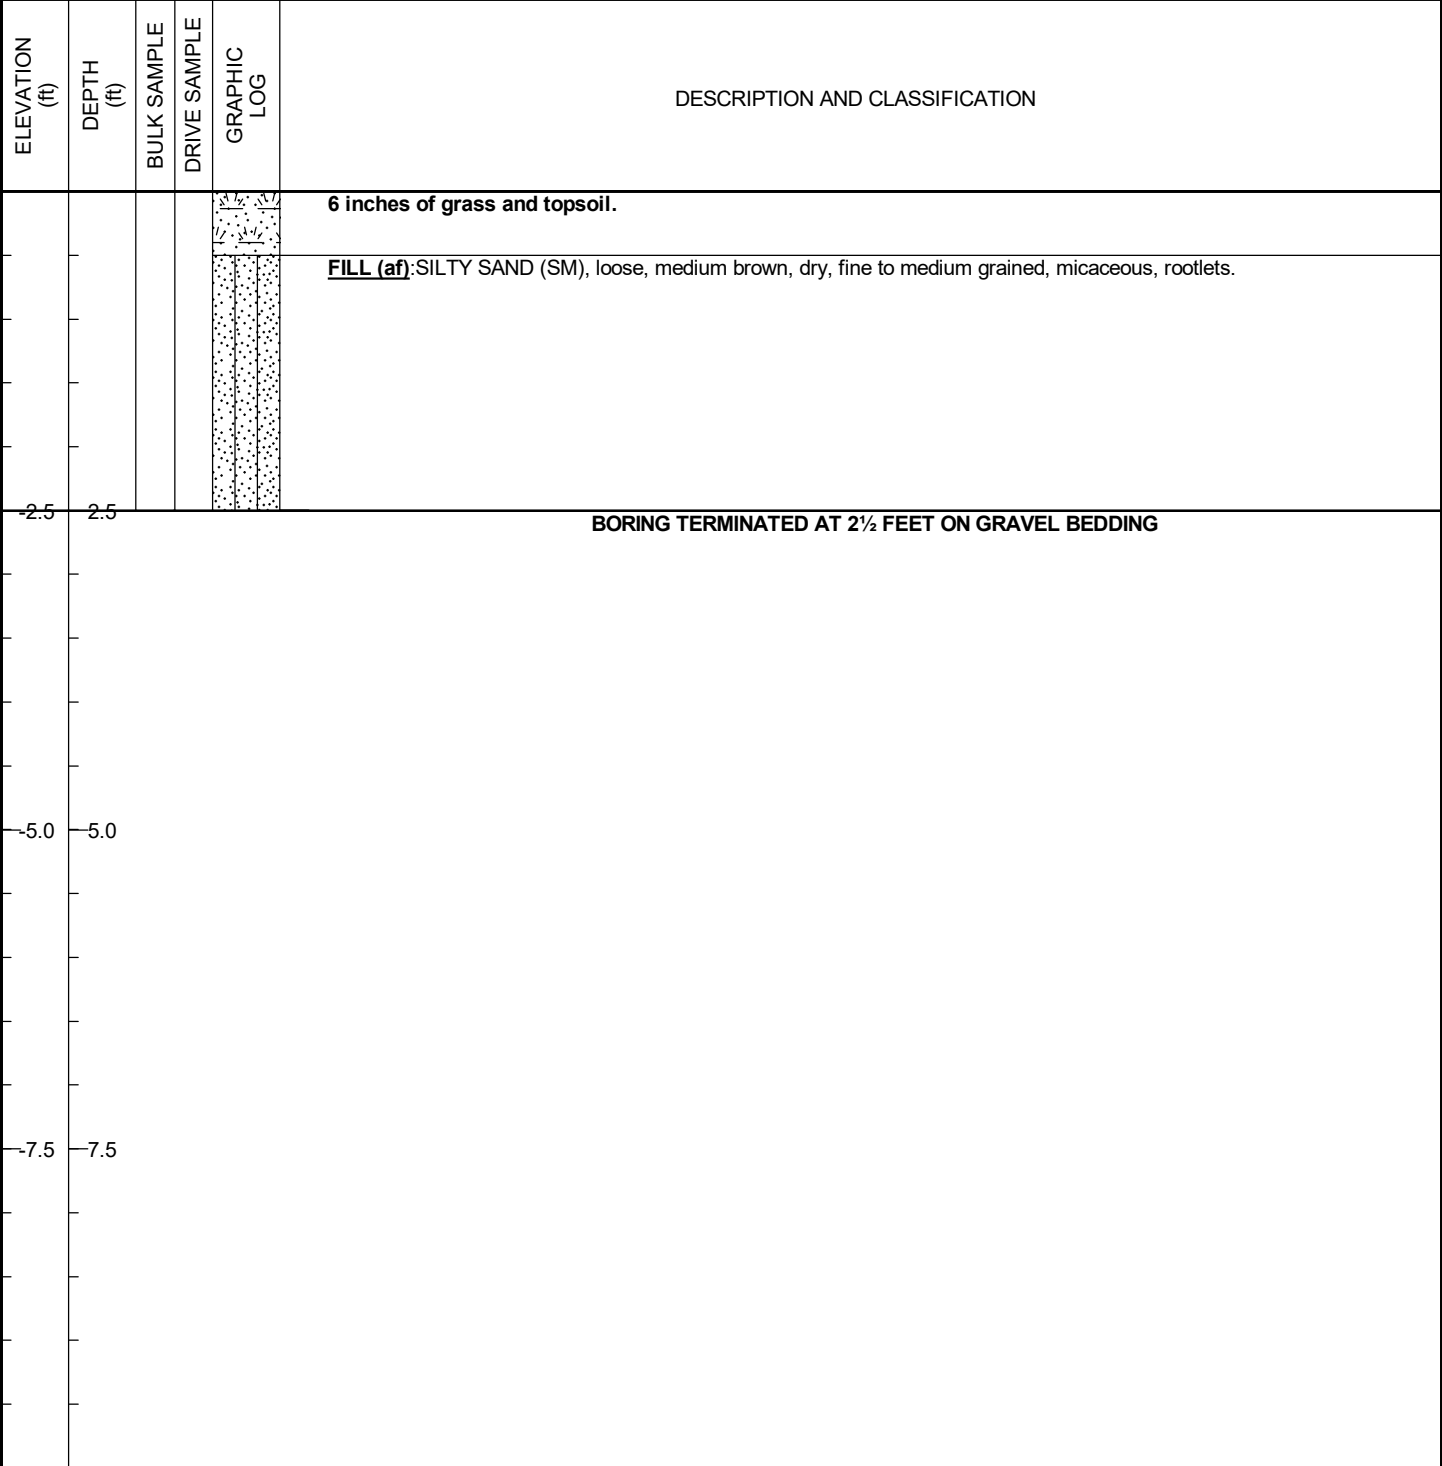 ELEVATION
(ft)
DEPTH
(ft)
BULK SAMPLE
DRIVE SAMPLE
GRAPHIC
LOG
DESCRIPTION AND CLASSIFICATION
6 inches of grass and topsoil.
FILL (af):SILTY SAND (SM), loose, medium brown, dry, fine to medium grained, micaceous, rootlets.
-2.5 2.5
BORING TERMINATED AT 2½ FEET ON GRAVEL BEDDING
-5.0 5.0
-7.5 7.5